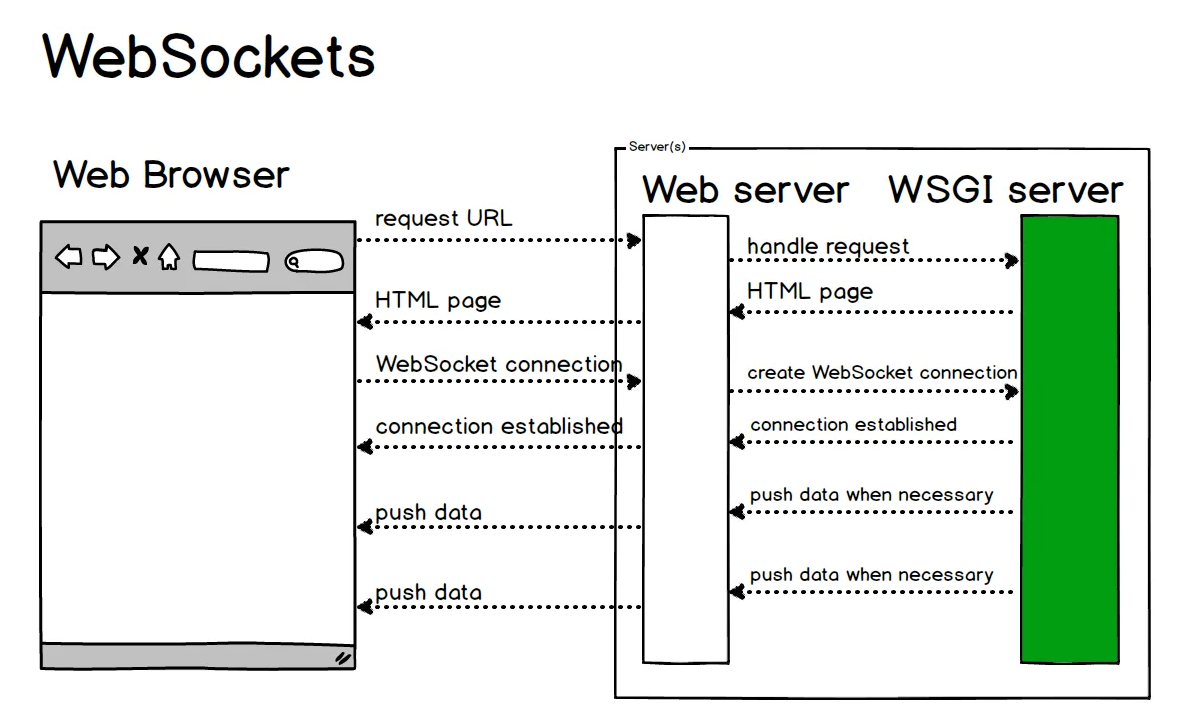 WebSockets
Server(s)
Web Browser
Web server
WSGI server
request URL
handle request
HTML page
HTML page
WebSocket connection
create WebSocket connection
connection established
connection established
push data
push data when necessary
push data
push data when necessary